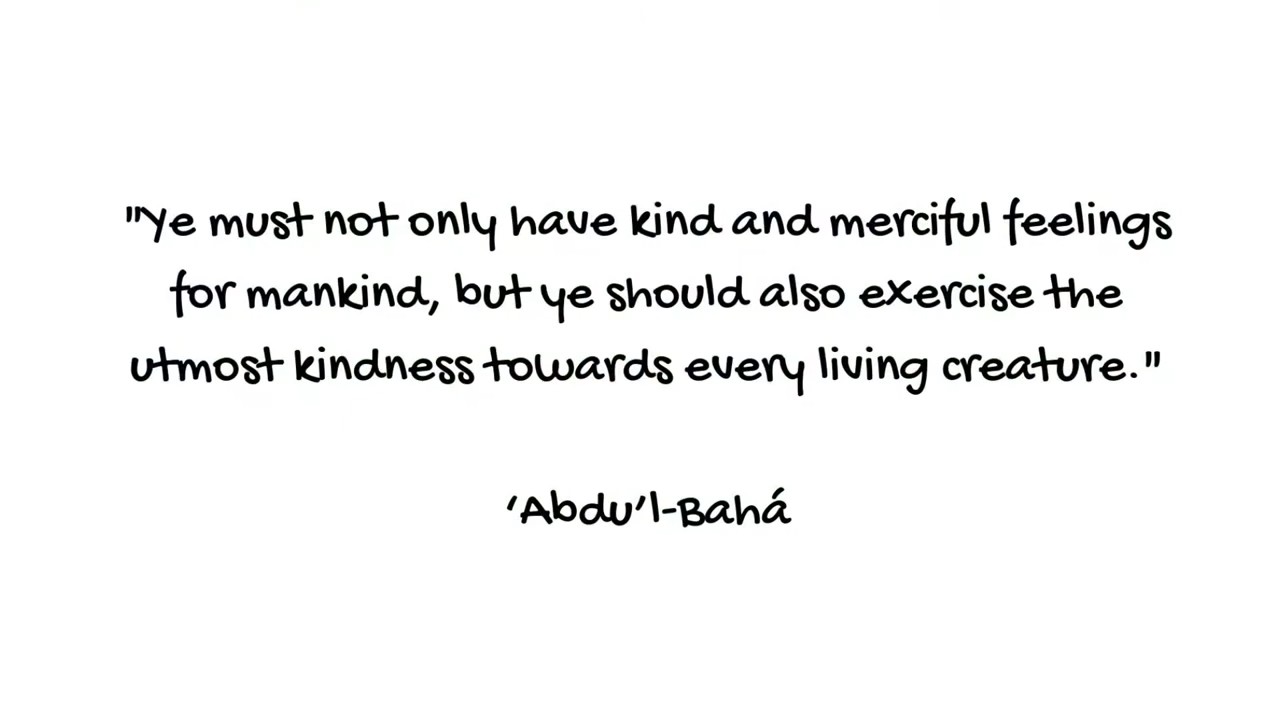 "Ye must not only have kind and merciful feelings
for mankind, but ye should also exercise the
utmost kindness towards every living creature."
‘Abdu’l-Bahá